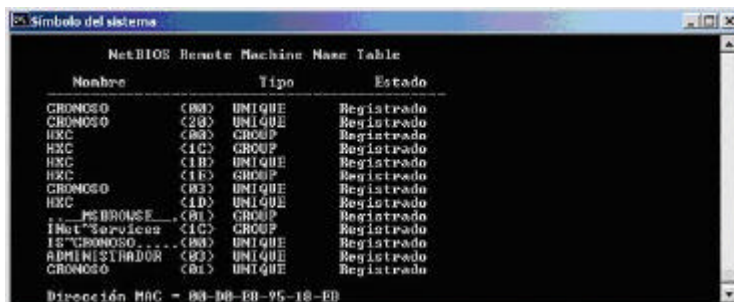 Símbolo del sistema
NetBIOS Remote Machine Name Table
Nombre Tipo Estado
CRONOSO <00> UNIQUE Registrado
CRONOSO <20> UNIQUE Registrado
HXC <00> GROUP Registrado
HXC <1C> GROUP Registrado
HXC <1B> UNIQUE Registrado
HXC <1E> GROUP Registrado
CRONOSO <03> UNIQUE Registrado
HXC <1D> UNIQUE Registrado
..__MSBROWSE__.<01> GROUP Registrado
INet~Services <1C> GROUP Registrado
IS~CRONOSO.....<00> UNIQUE Registrado
ADMINISTRADOR <03> UNIQUE Registrado
CRONOSO <01> UNIQUE Registrado
Dirección MAC =